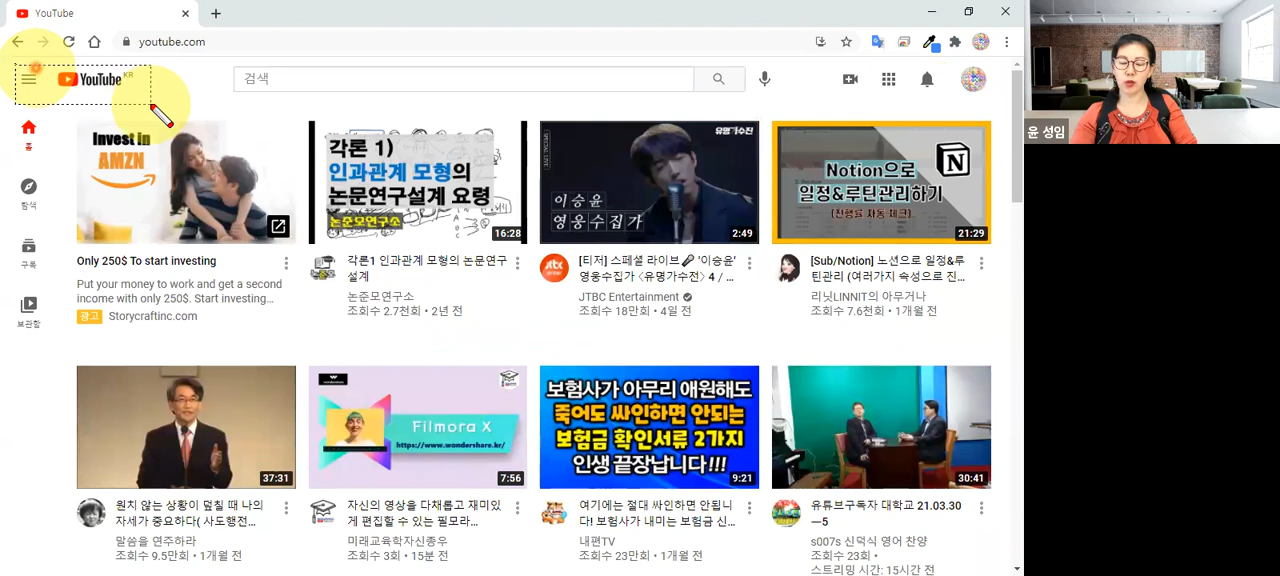 YouTube
youtube.com
YouTube KR
검색
홈
탐색
구독
보관함
Invest in
AMZN
Only 250$ To start investing
Put your money to work and get a second
income with only 250$. Start investing…
광고 Storycraftinc.com
각론 1)
인과관계 모형의
논문연구설계 요령
논준모연구소
16:28
각론1 인과관계 모형의 논문연구
설계
논준모연구소
조회수 2.7천회 • 2년 전
유명가수전
이승윤
영웅수집가
2:49
jtbc
[티저] 스페셜 라이브🎤 '이승윤'
영웅수집가 〈유명가수전〉 4 / …
JTBC Entertainment
조회수 18만회 • 4일 전
Notion으로
일정&루틴관리하기
(진행률 자동 체크)
21:29
[Sub/Notion] 노션으로 일정&루
틴관리 (여러가지 속성으로 진…
리닛LINNIT의 아무거나
조회수 7.6천회 • 1개월 전
37:31
원치 않는 상황이 덮칠 때 나의
자세가 중요하다( 사도행전…
말씀을 연주하라
조회수 9.5만회 • 1개월 전
wondershare
Filmora X
https://www.wondershare.kr/
7:56
자신의 영상을 다채롭고 재미있
게 편집할 수 있는 필모라…
미래교육학자신종우
조회수 3회 • 15분 전
보험사가 아무리 애원해도
죽어도 싸인하면 안되는
보험금 확인서류 2가지
인생 끝장납니다!!!
9:21
여기에는 절대 싸인하면 안됩니
다! 보험사가 내미는 보험금 신…
내편TV
조회수 23만회 • 1개월 전
30:41
유튜브구독자 대학교 21.03.30
—5
s007s 신덕식 영어 찬양
조회수 23회 •
스트리밍 시간: 15시간 전
윤 성임